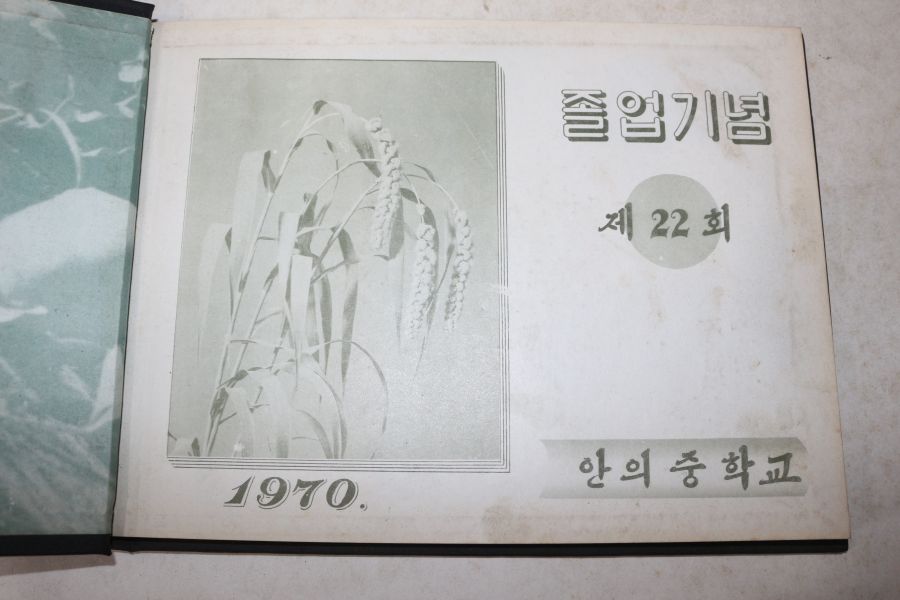 졸업기념
제 22 회
안의중학교
1970.